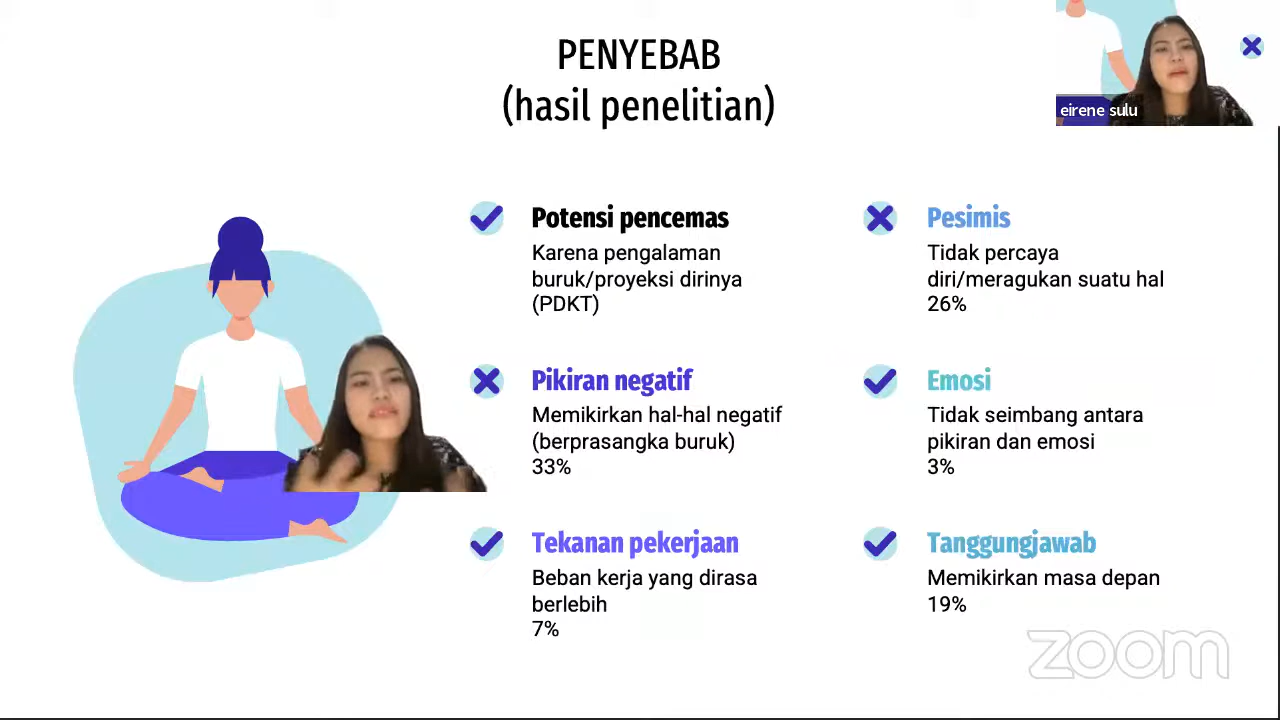 PENYEBAB
(hasil penelitian)
eirene sulu
Potensi pencemas
Karena pengalaman
buruk/proyeksi dirinya
(PDKT)
Pesimis
Tidak percaya
diri/meragukan suatu hal
26%
Pikiran negatif
Memikirkan hal-hal negatif
(berprasangka buruk)
33%
Emosi
Tidak seimbang antara
pikiran dan emosi
3%
Tekanan pekerjaan
Beban kerja yang dirasa
berlebih
7%
Tanggungjawab
Memikirkan masa depan
19%
zoom